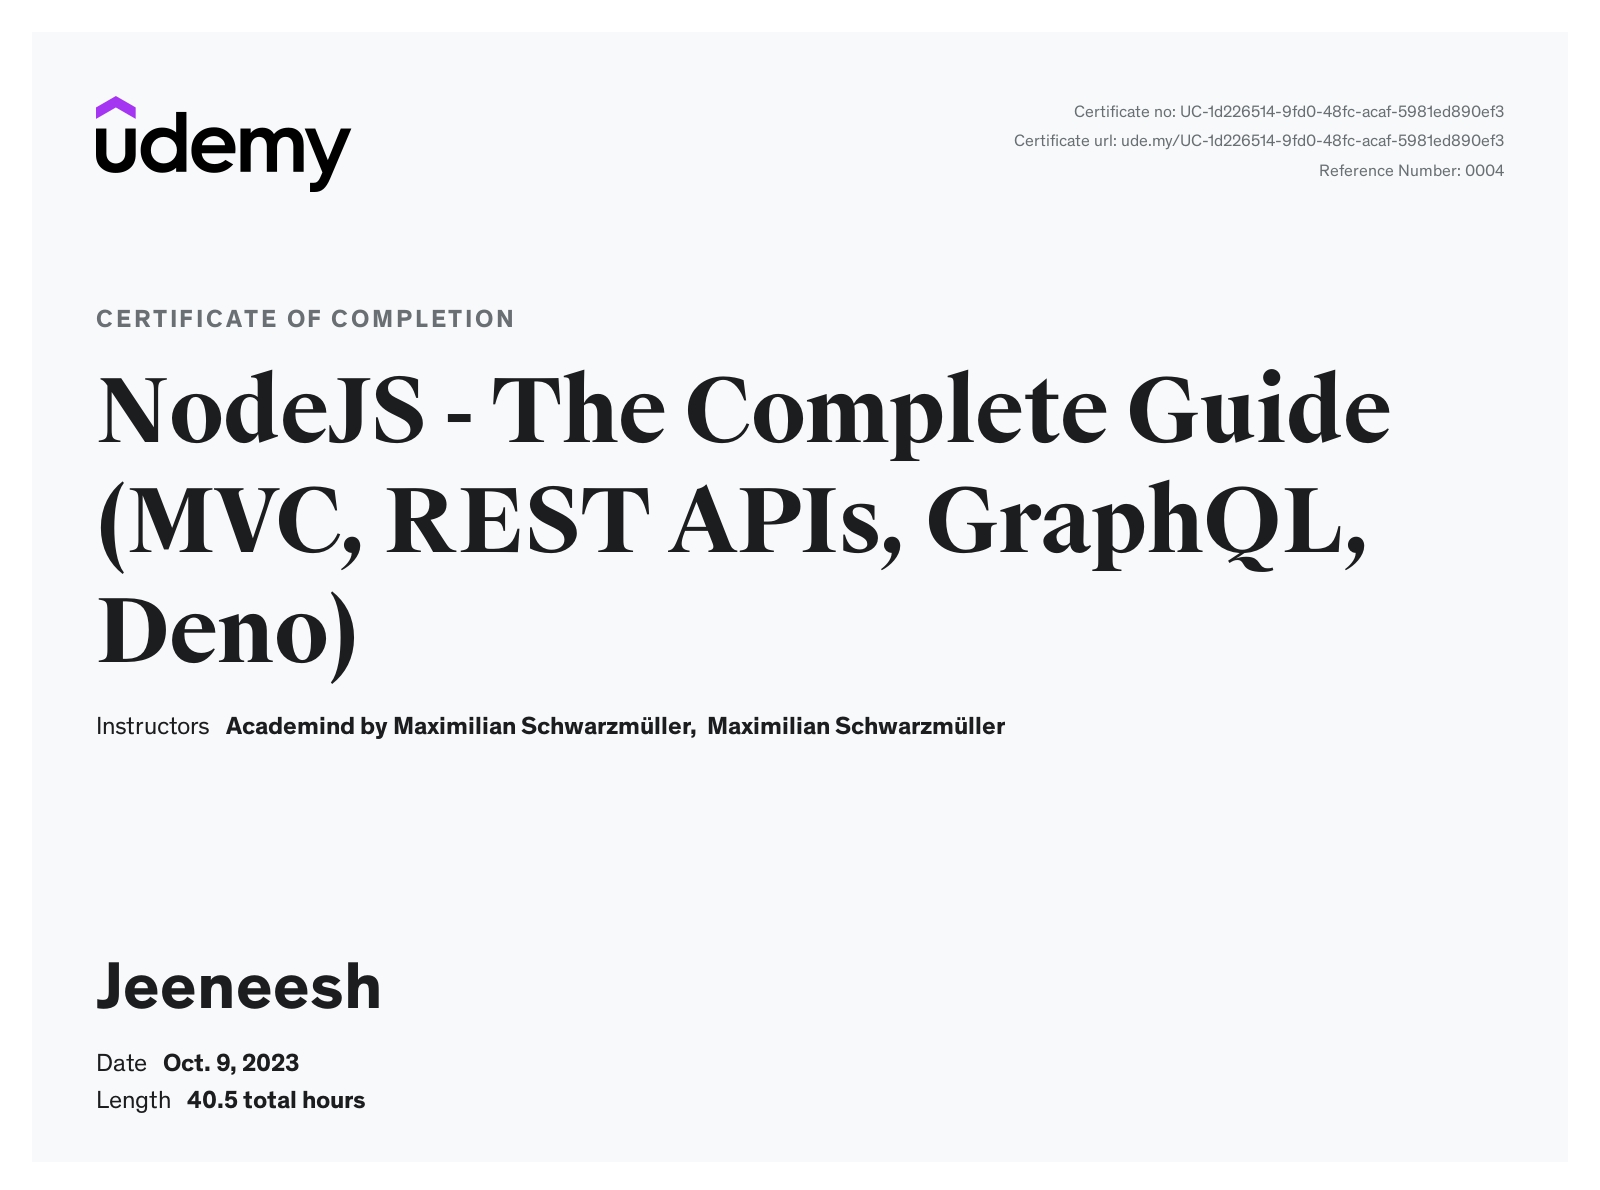 udemy
Certificate no: UC-1d226514-9fd0-48fc-acaf-5981ed890ef3
Certificate url: ude.my/UC-1d226514-9fd0-48fc-acaf-5981ed890ef3
Reference Number: 0004
CERTIFICATE OF COMPLETION
NodeJS - The Complete Guide
(MVC, REST APIs, GraphQL,
Deno)
Instructors Academind by Maximilian Schwarzmüller, Maximilian Schwarzmüller
Jeeneesh
Date Oct. 9, 2023
Length 40.5 total hours